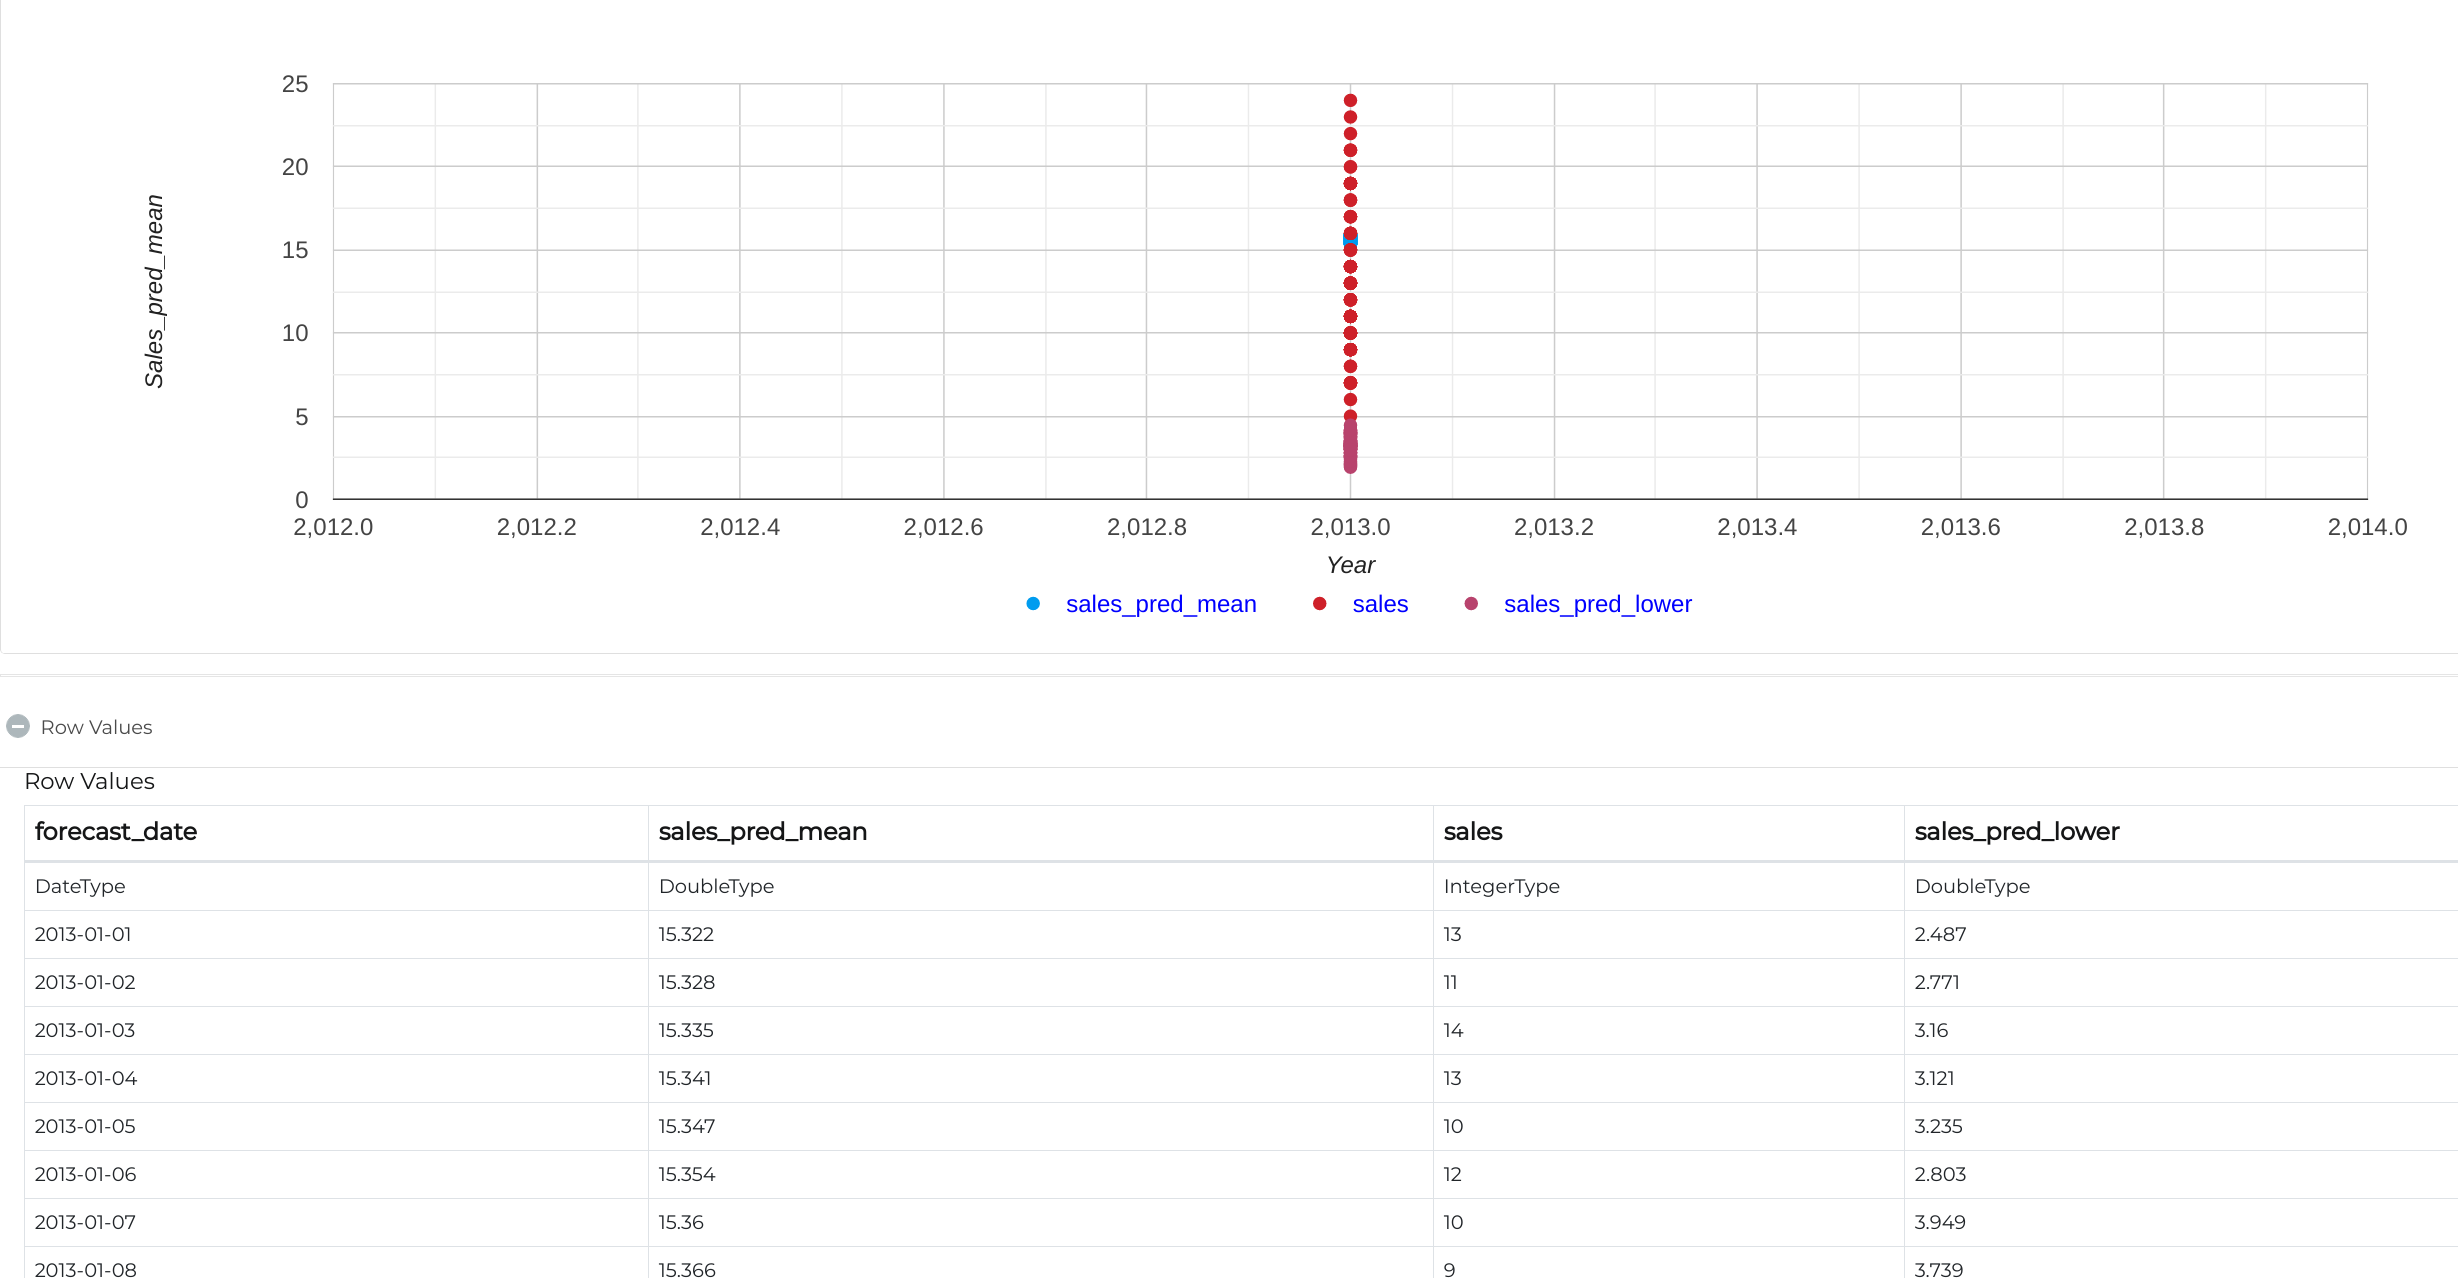 25
20
15
10
5
0
Sales_pred_mean
2,012.0 2,012.2 2,012.4 2,012.6 2,012.8 2,013.0 2,013.2 2,013.4 2,013.6 2,013.8 2,014.0
Year
sales_pred_mean sales sales_pred_lower
Row Values
Row Values
forecast_date sales_pred_mean sales sales_pred_lower
DateType DoubleType IntegerType DoubleType
2013-01-01 15.322 13 2.487
2013-01-02 15.328 11 2.771
2013-01-03 15.335 14 3.16
2013-01-04 15.341 13 3.121
2013-01-05 15.347 10 3.235
2013-01-06 15.354 12 2.803
2013-01-07 15.36 10 3.949
2013-01-08 15.366 9 3.739